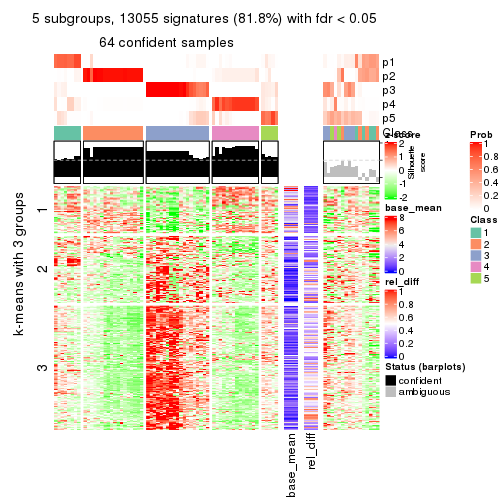 5 subgroups, 13055 signatures (81.8%) with fdr < 0.05
64 confident samples
p1
p2
p3
p4
p5
Class
k-means with 3 groups
1
2
3
base_mean
rel_diff
z-score
2
1
0
-1
-2
Silhouette
score
base_mean
8
6
4
2
0
rel_diff
1
0.8
0.6
0.4
0.2
0
Status (barplots)
confident
ambiguous
Prob
1
0.8
0.6
0.4
0.2
0
Class
1
2
3
4
5